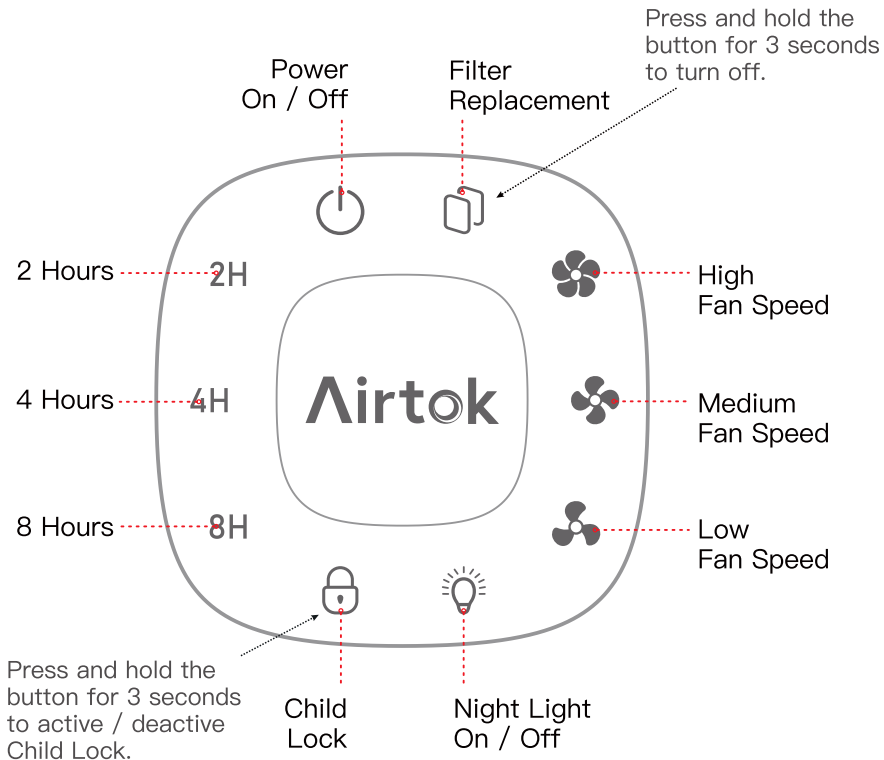 Press and hold the
button for 3 seconds
to turn off.
Power
On / Off
Filter
Replacement
2 Hours
2H
High
Fan Speed
4 Hours
4H
Airtok
Medium
Fan Speed
8 Hours
8H
Low
Fan Speed
Press and hold the
button for 3 seconds
to active / deactive
Child Lock.
Child
Lock
Night Light
On / Off